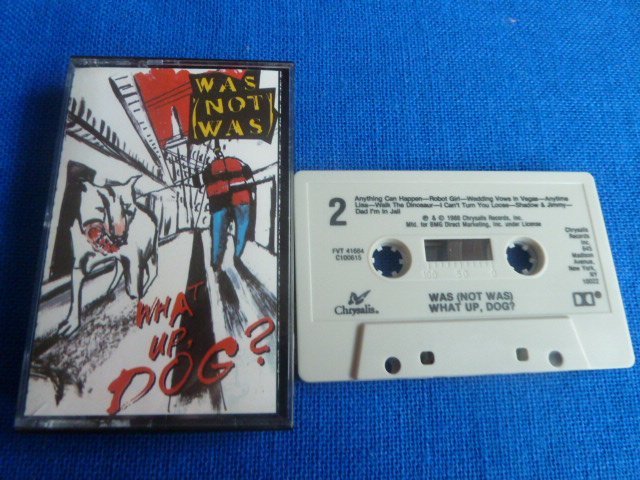 WAS
(NOT
WAS)
WHAT
UP,
DOG?
2
Anything Can Happen—Robot Girl—Wedding Vows in Vegas—Anytime
Lisa—Walk The Dinosaur—I Can't Turn You Loose—Shadow & Jimmy—
Dad I'm In Jail
℗ & © 1988 Chrysalis Records, Inc.
Mfd. for BMG Direct Marketing, Inc. under License
FVT 41664
C100615
Chrysalis
Records
Inc.
645
Madison
Avenue,
New York,
NY
10022
100 50 0
Chrysalis.
WAS (NOT WAS)
WHAT UP, DOG?